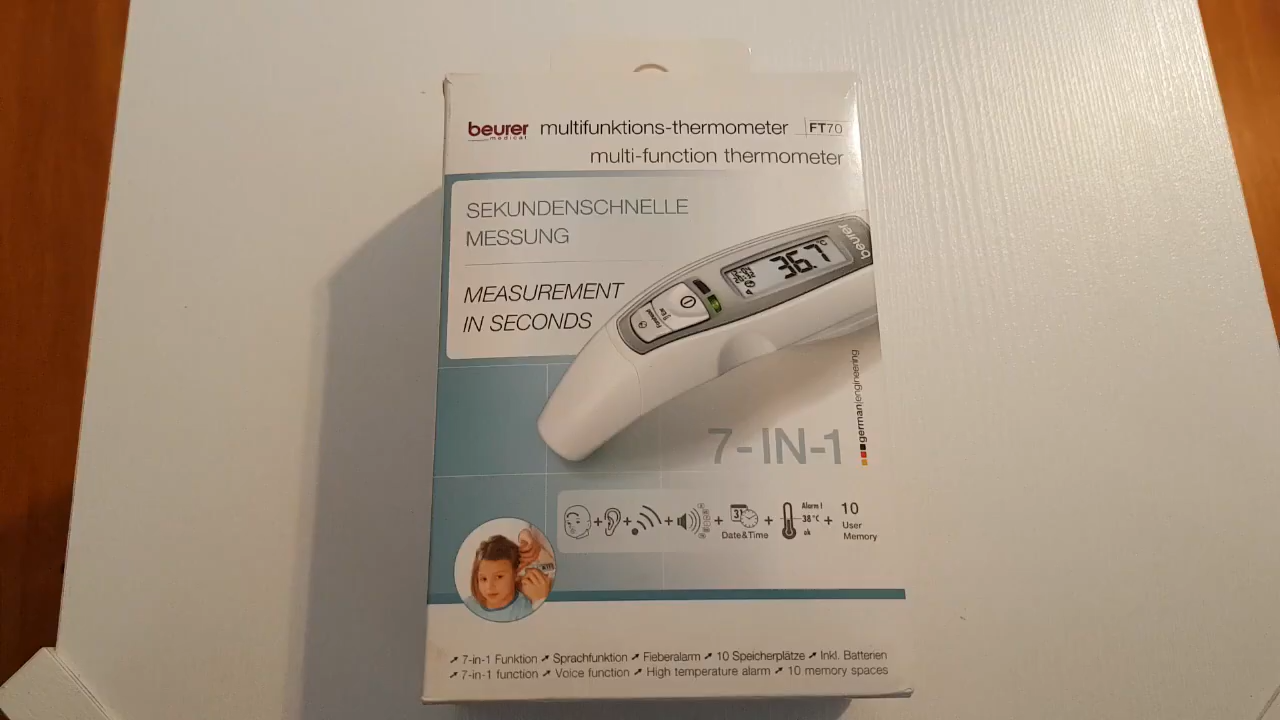 beurer multifunktions-thermometer FT70
medical
multi-function thermometer
SEKUNDENSCHNELLE
MESSUNG
MEASUREMENT
IN SECONDS
beurer
36.7
german engineering
7-IN-1
Date&Time
Alarm!
38 °C
ok
10
User
Memory
7-in-1 Funktion Sprachfunktion Fieberalarm 10 Speicherplätze Inkl. Batterien
7-in-1 function Voice function High temperature alarm 10 memory spaces